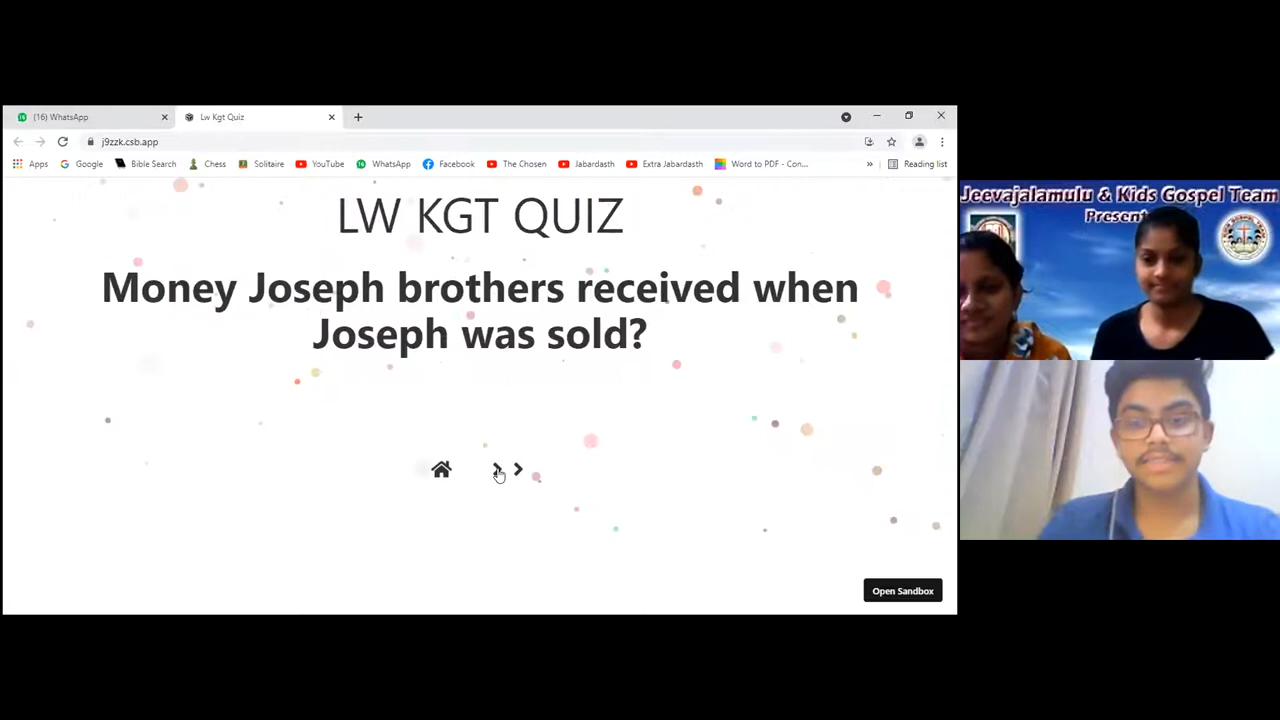 (16) WhatsApp
Lw Kgt Quiz
j9zzk.csb.app
Apps Google Bible Search Chess Solitaire YouTube WhatsApp Facebook The Chosen Jabardasth Extra Jabardasth Word to PDF - Con... » Reading list
LW KGT QUIZ
Money Joseph brothers received when
Joseph was sold?
Open Sandbox
Jeevajalamulu & Kids Gospel Team
Present